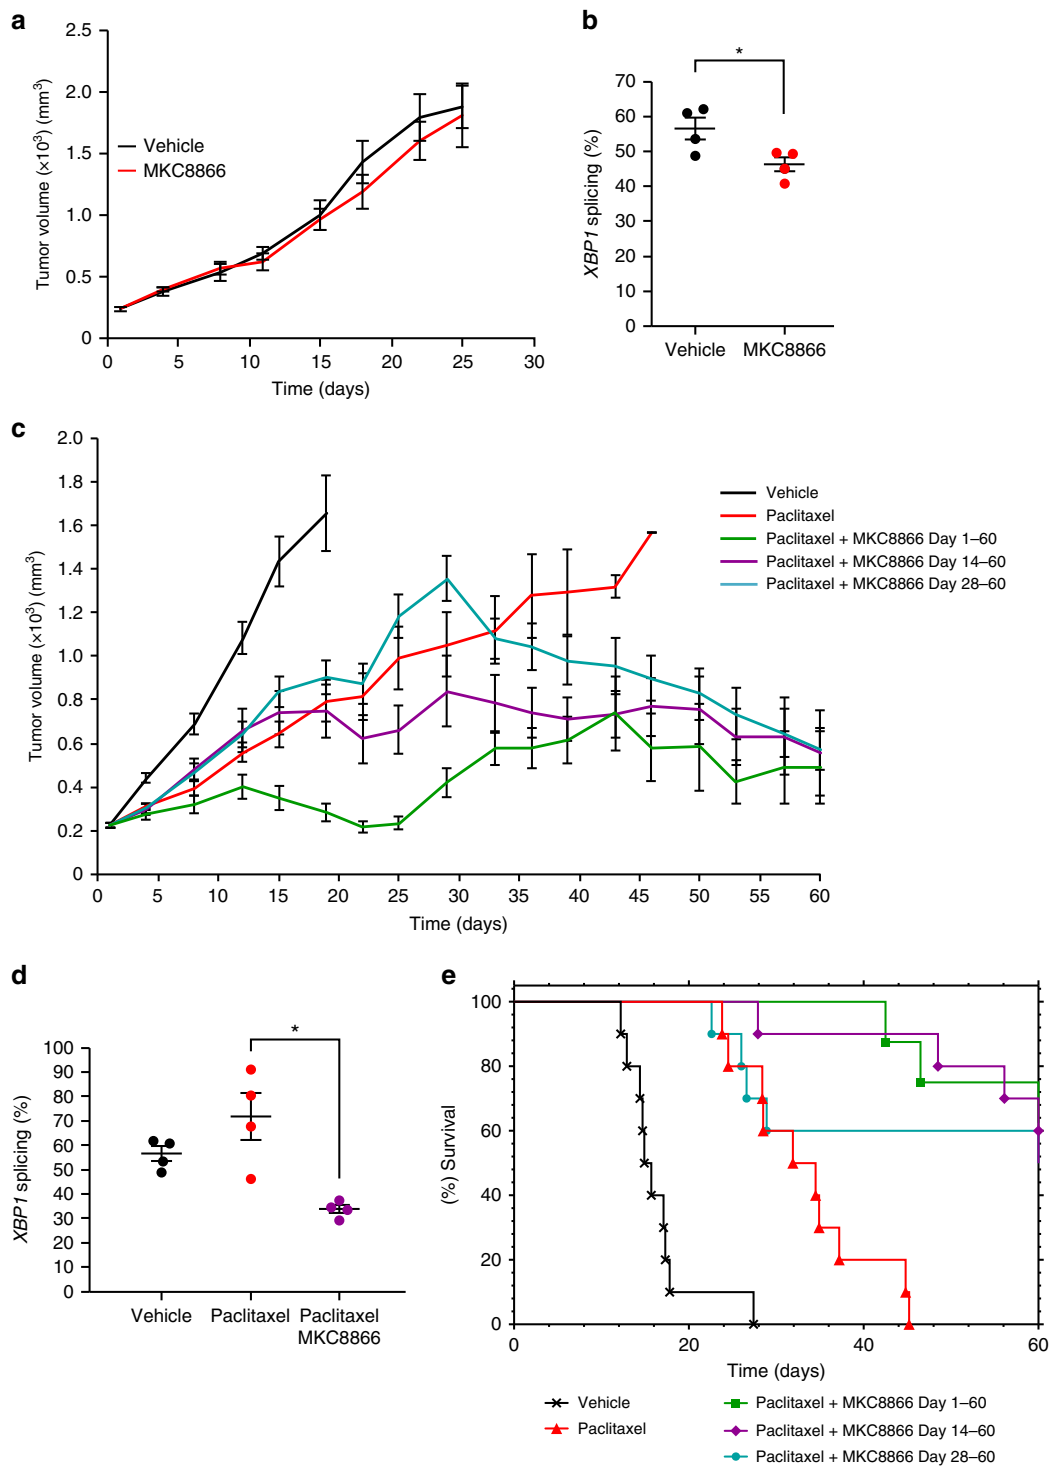 a
2.5
2.0
1.5
1.0
0.5
0
Tumor volume (×10³) (mm³)
Vehicle
MKC8866
0 5 10 15 20 25 30
Time (days)
b
*
70
60
50
40
30
20
10
0
XBP1 splicing (%)
Vehicle MKC8866
c
2.0
1.8
1.6
1.4
1.2
1.0
0.8
0.6
0.4
0.2
0
Tumor volume (×10³) (mm³)
Vehicle
Paclitaxel
Paclitaxel + MKC8866 Day 1–60
Paclitaxel + MKC8866 Day 14–60
Paclitaxel + MKC8866 Day 28–60
0 5 10 15 20 25 30 35 40 45 50 55 60
Time (days)
d
*
100
90
80
70
60
50
40
30
20
10
0
XBP1 splicing (%)
Vehicle Paclitaxel Paclitaxel
MKC8866
e
100
80
60
40
20
0
(%) Survival
0 20 40 60
Time (days)
Vehicle
Paclitaxel
Paclitaxel + MKC8866 Day 1–60
Paclitaxel + MKC8866 Day 14–60
Paclitaxel + MKC8866 Day 28–60